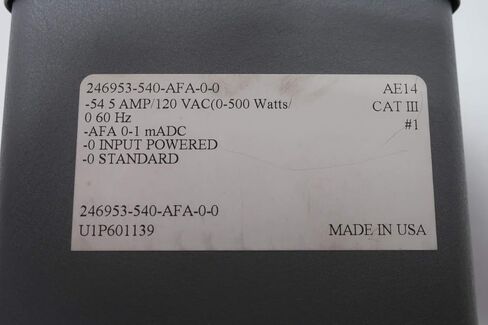 246953-540-AFA-0-0 AE14
-54 5 AMP/120 VAC(0-500 Watts/ CAT III
0 60 Hz #1
-AFA 0-1 mADC
-0 INPUT POWERED
-0 STANDARD
246953-540-AFA-0-0
U1P601139 MADE IN USA